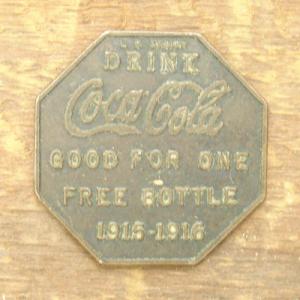 DRINK
Coca-Cola
GOOD FOR ONE
FREE BOTTLE
1915-1916